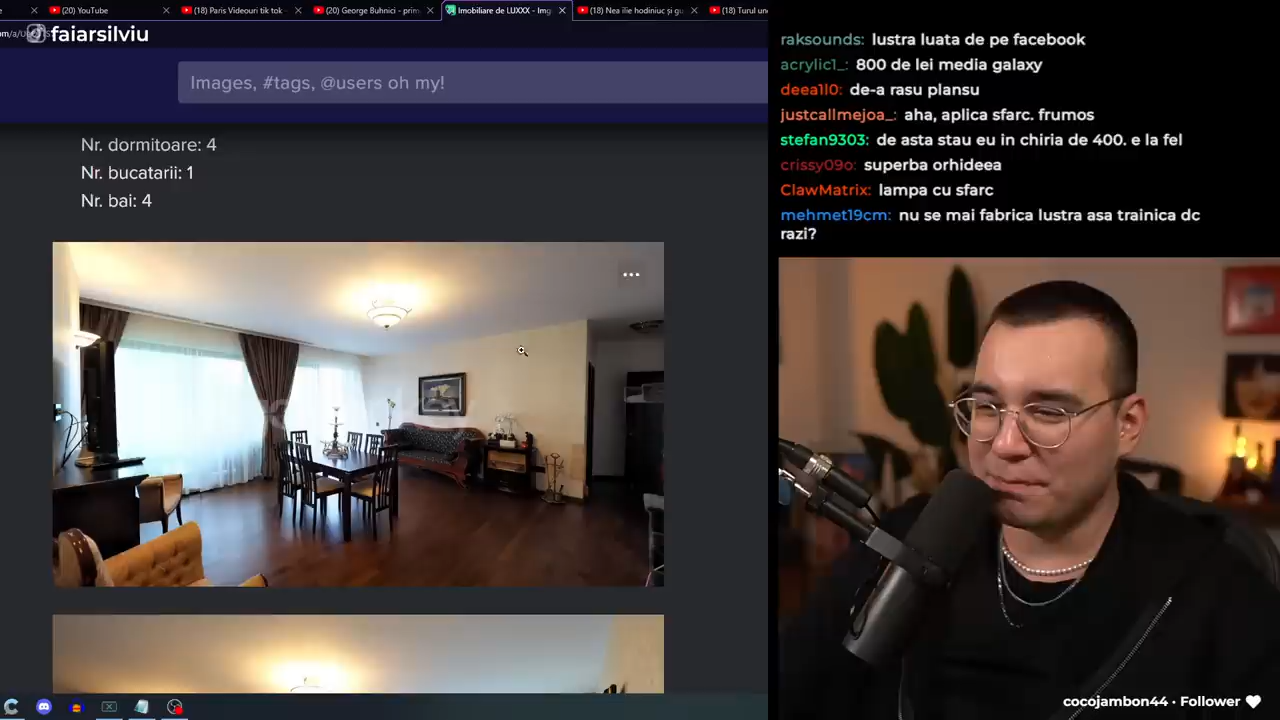 (20) YouTube
(18) Paris Videouri tik tok -
(20) George Buhnici - prim
Imobiliare de LUXXX - Img
(18) Nea ilie hodiniuc și gu
(18) Turul und
faiarsilviu
Images, #tags, @users oh my!
Nr. dormitoare: 4
Nr. bucatarii: 1
Nr. bai: 4
raksounds: lustra luata de pe facebook
acrylic1_: 800 de lei media galaxy
deea1l0: de-a rasu plansu
justcallmejoa_: aha, aplica sfarc. frumos
stefan9303: de asta stau eu in chiria de 400. e la fel
crissy09o: superba orhideea
ClawMatrix: lampa cu sfarc
mehmet19cm: nu se mai fabrica lustra asa trainica dc
razi?
cocojambon44 · Follower